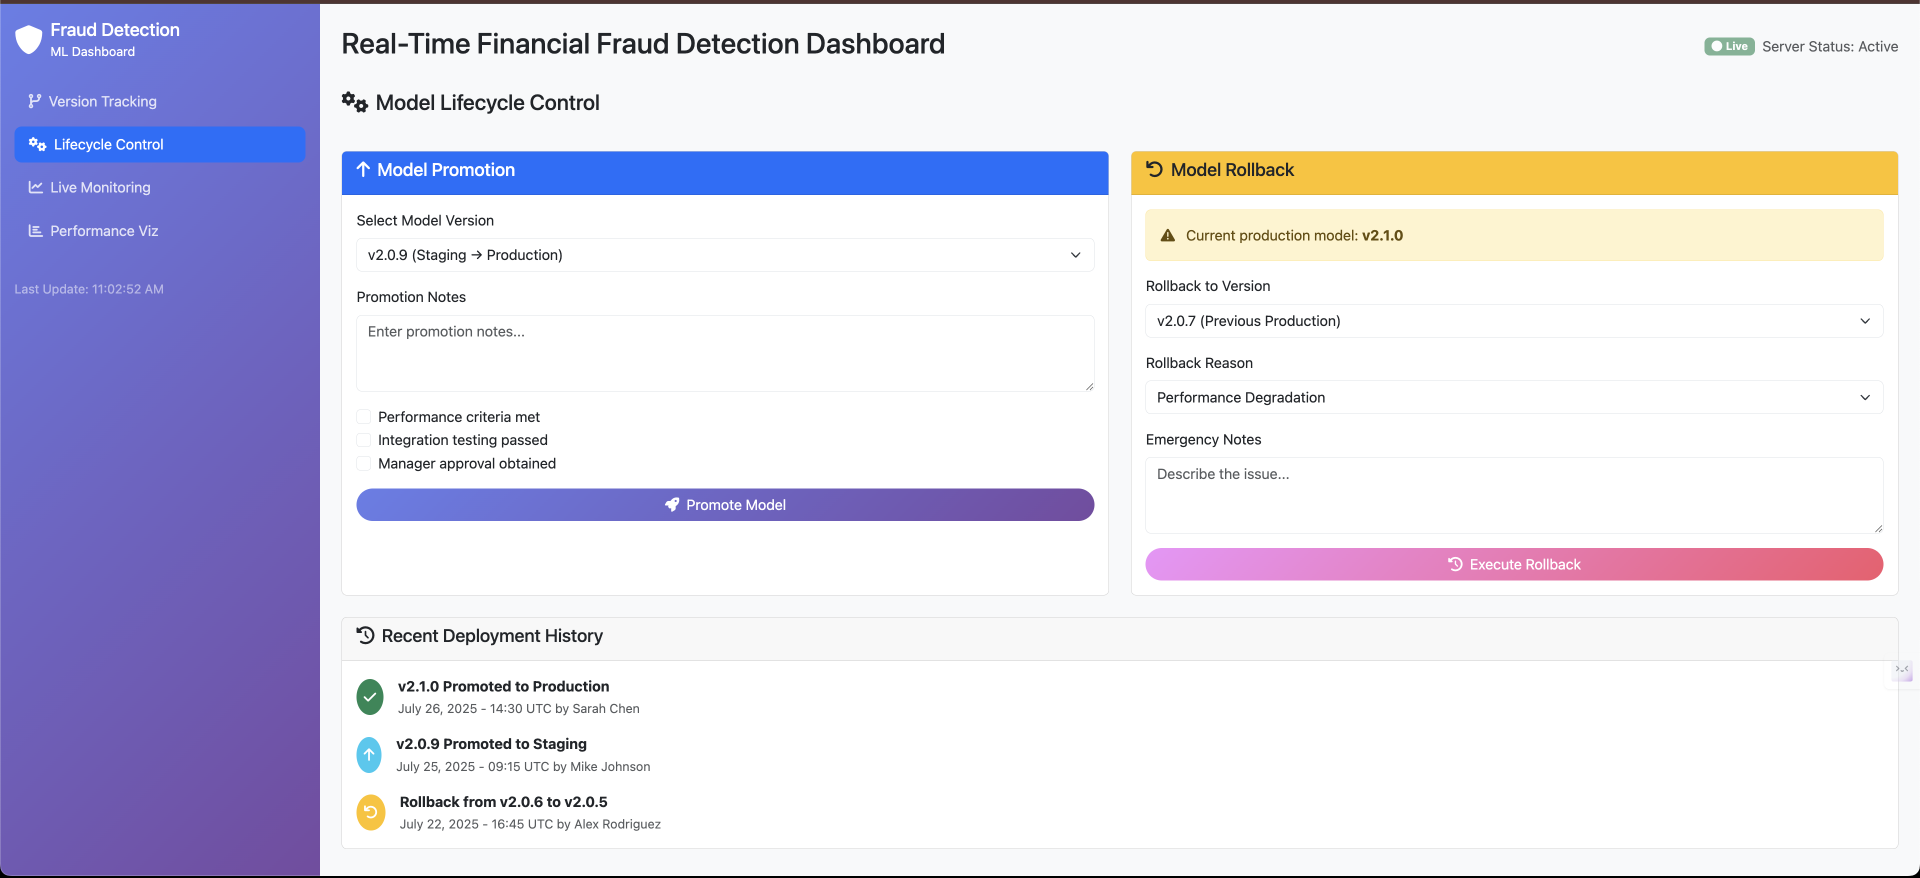 Fraud Detection
ML Dashboard
Version Tracking
Lifecycle Control
Live Monitoring
Performance Viz
Last Update: 11:02:52 AM
Real-Time Financial Fraud Detection Dashboard
Live Server Status: Active
Model Lifecycle Control
Model Promotion
Select Model Version
v2.0.9 (Staging → Production)
Promotion Notes
Enter promotion notes...
Performance criteria met
Integration testing passed
Manager approval obtained
Promote Model
Model Rollback
Current production model: v2.1.0
Rollback to Version
v2.0.7 (Previous Production)
Rollback Reason
Performance Degradation
Emergency Notes
Describe the issue...
Execute Rollback
Recent Deployment History
v2.1.0 Promoted to Production
July 26, 2025 - 14:30 UTC by Sarah Chen
v2.0.9 Promoted to Staging
July 25, 2025 - 09:15 UTC by Mike Johnson
Rollback from v2.0.6 to v2.0.5
July 22, 2025 - 16:45 UTC by Alex Rodriguez